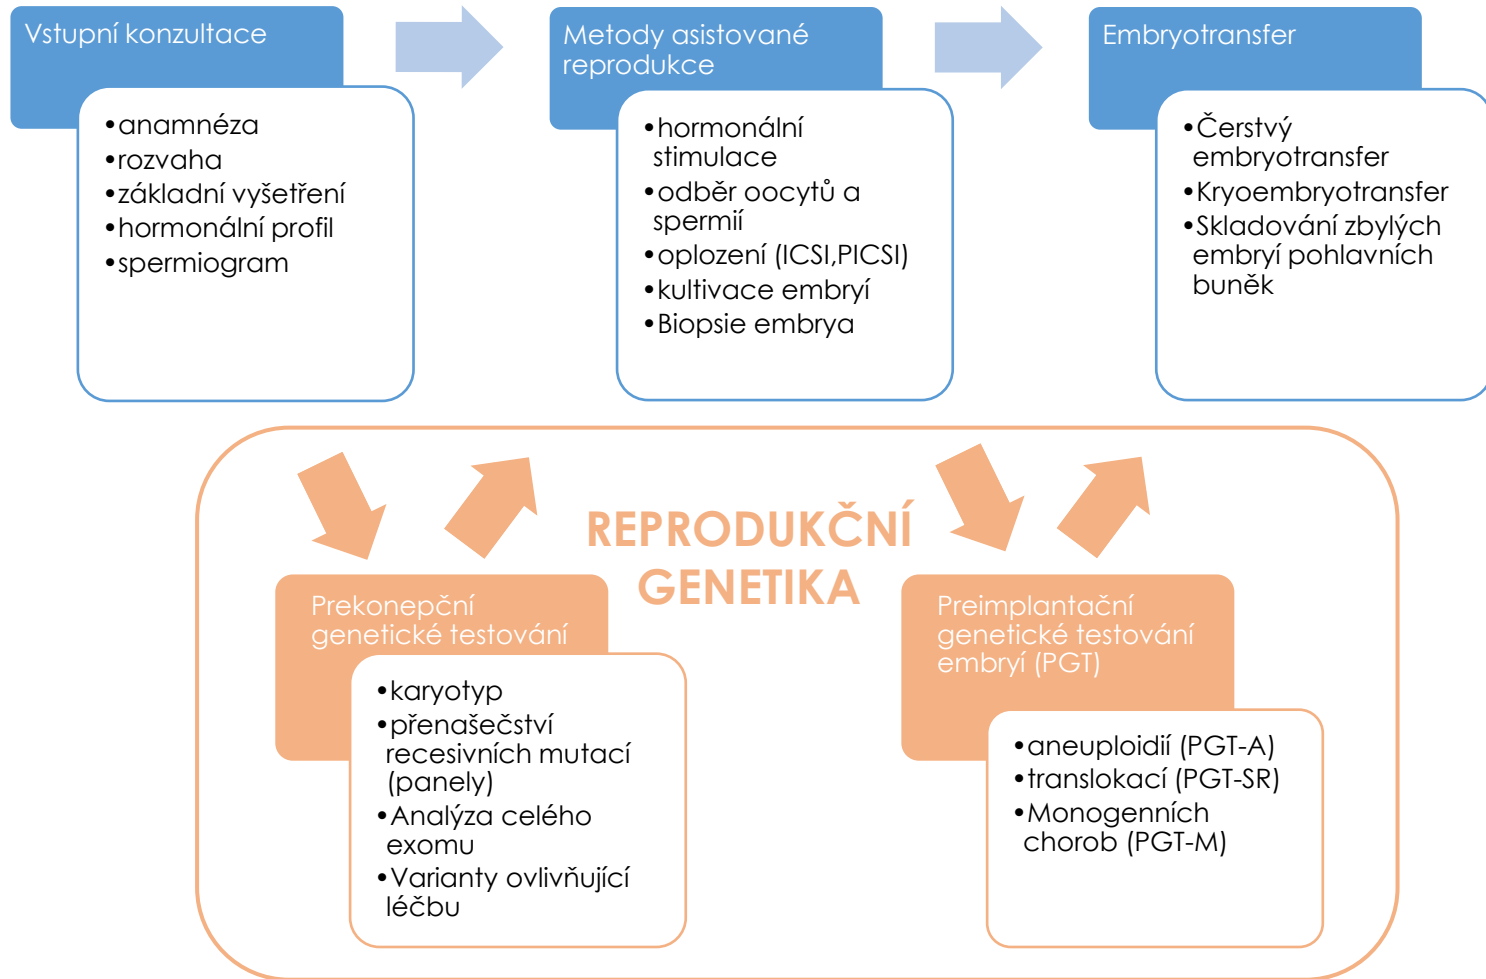 Vstupní konzultace
•anamnéza
•rozvaha
•základní vyšetření
•hormonální profil
•spermiogram
Metody asistované
reprodukce
•hormonální
stimulace
•odběr oocytů a
spermií
•oplození (ICSI,PICSI)
•kultivace embryí
•Biopsie embrya
Embryotransfer
•Čerstvý
embryotransfer
•Kryoembryotransfer
•Skladování zbylých
embryí pohlavních
buněk
REPRODUKČNÍ
GENETIKA
Prekonepční
genetické testování
•karyotyp
•přenašečství
recesivních mutací
(panely)
•Analýza celého
exomu
•Varianty ovlivňující
léčbu
Preimplantační
genetické testování
embryí (PGT)
•aneuploidií (PGT-A)
•translokací (PGT-SR)
•Monogenních
chorob (PGT-M)